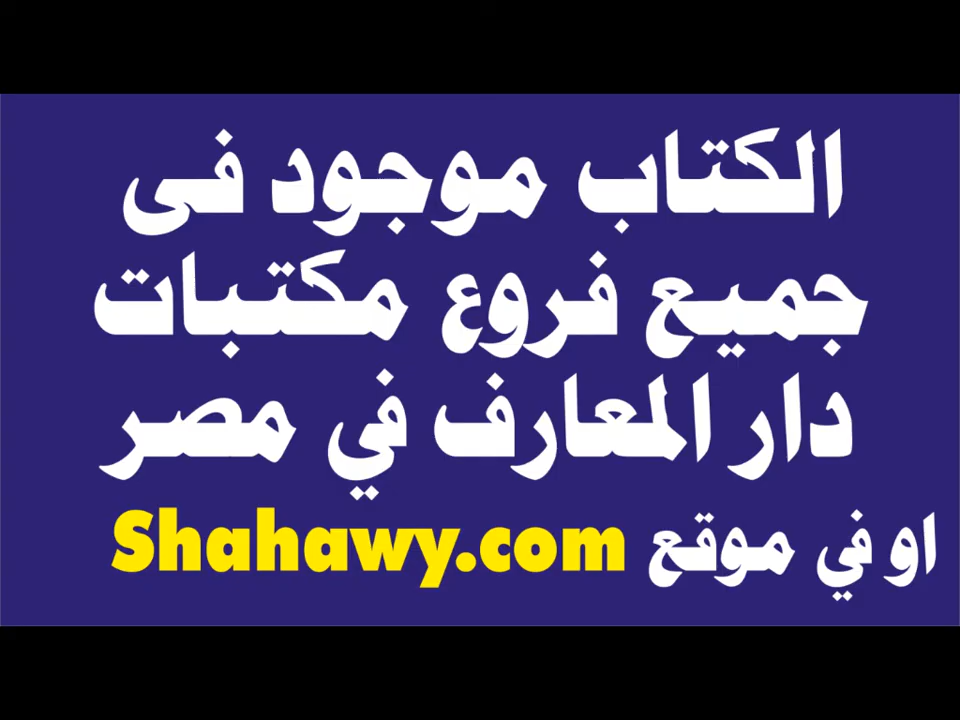 الكتاب موجود فى
جميع فروع مكتبات
دار المعارف في مصر
او في موقع Shahawy.com